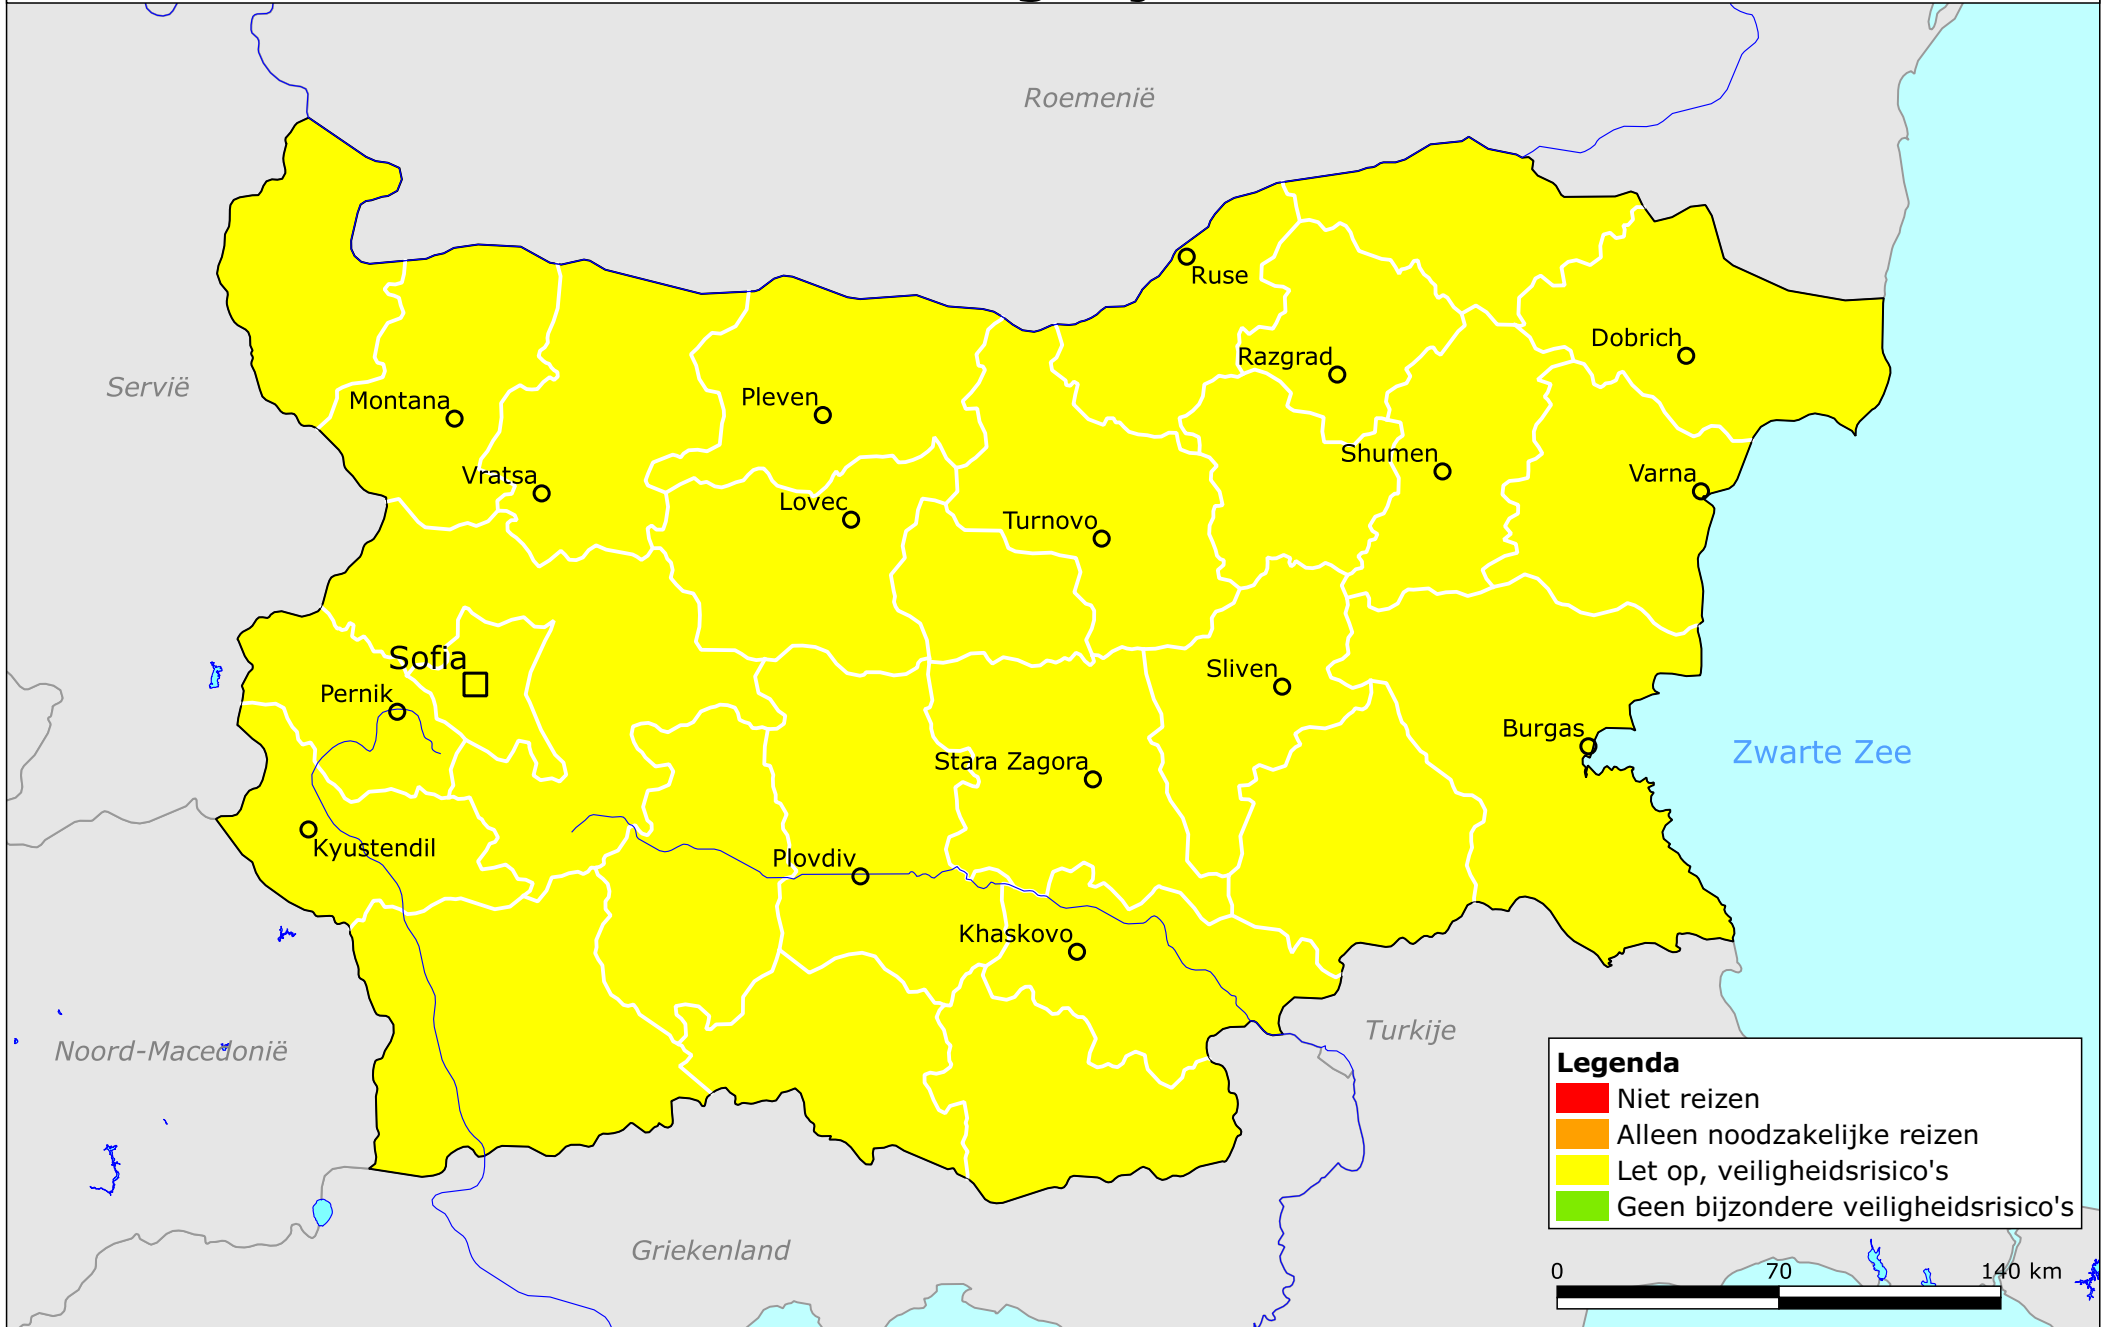 Roemenië
Ruse
Dobrich
Razgrad
Servië
Montana
Pleven
Shumen
Vratsa
Varna
Lovec
Turnovo
Sofia
Sliven
Pernik
Burgas
Zwarte Zee
Stara Zagora
Kyustendil
Plovdiv
Khaskovo
Turkije
Noord-Macedonië
Legenda
Niet reizen
Alleen noodzakelijke reizen
Let op, veiligheidsrisico's
Geen bijzondere veiligheidsrisico's
Griekenland
0 70 140 km